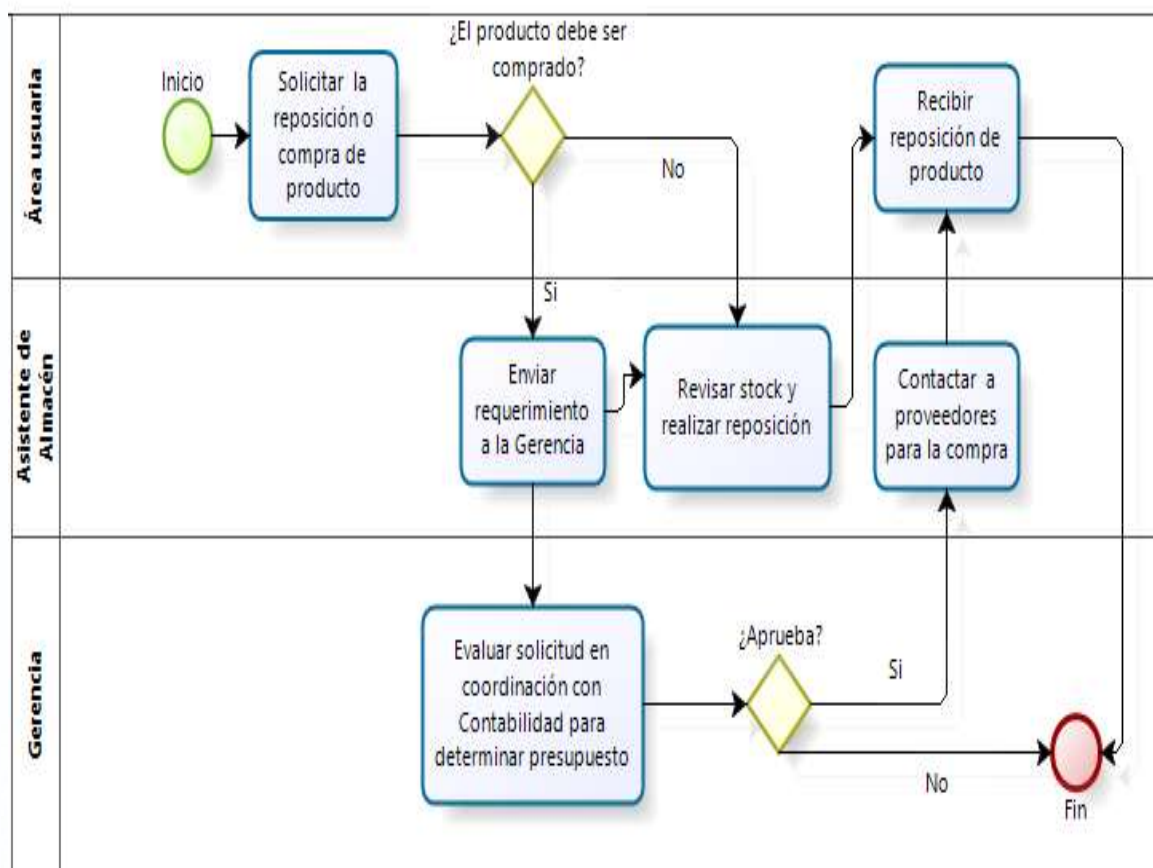 Área usuaria
Inicio
Solicitar la
reposición o
compra de
producto
¿El producto debe ser
comprado?
No
Si
Recibir
reposición de
producto
Asistente de
Almacén
Enviar
requerimiento
a la Gerencia
Revisar stock y
realizar reposición
Contactar a
proveedores
para la compra
Gerencia
Evaluar solicitud en
coordinación con
Contabilidad para
determinar presupuesto
¿Aprueba?
Si
No
Fin